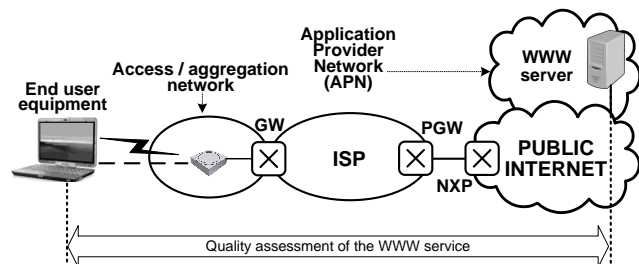 Application
Provider
Network
(APN)
WWW
server
End user
equipment
Access / aggregation
network
GW
ISP
PGW
NXP
PUBLIC
INTERNET
Quality assessment of the WWW service